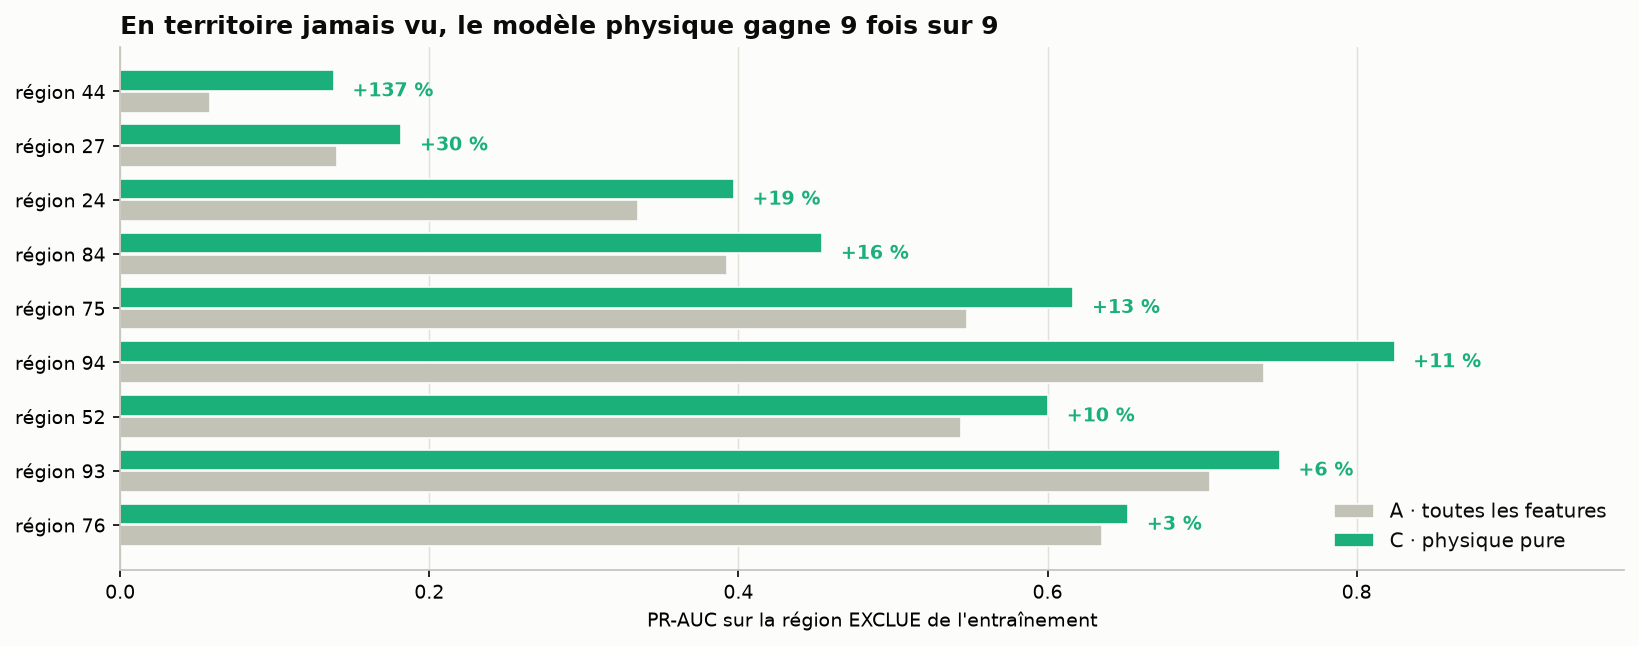 En territoire jamais vu, le modèle physique gagne 9 fois sur 9
région 44
+137 %
région 27
+30 %
région 24
+19 %
région 84
+16 %
région 75
+13 %
région 94
+11 %
région 52
+10 %
région 93
+6 %
région 76
+3 %
A · toutes les features
C · physique pure
0.0 0.2 0.4 0.6 0.8
PR-AUC sur la région EXCLUE de l'entraînement